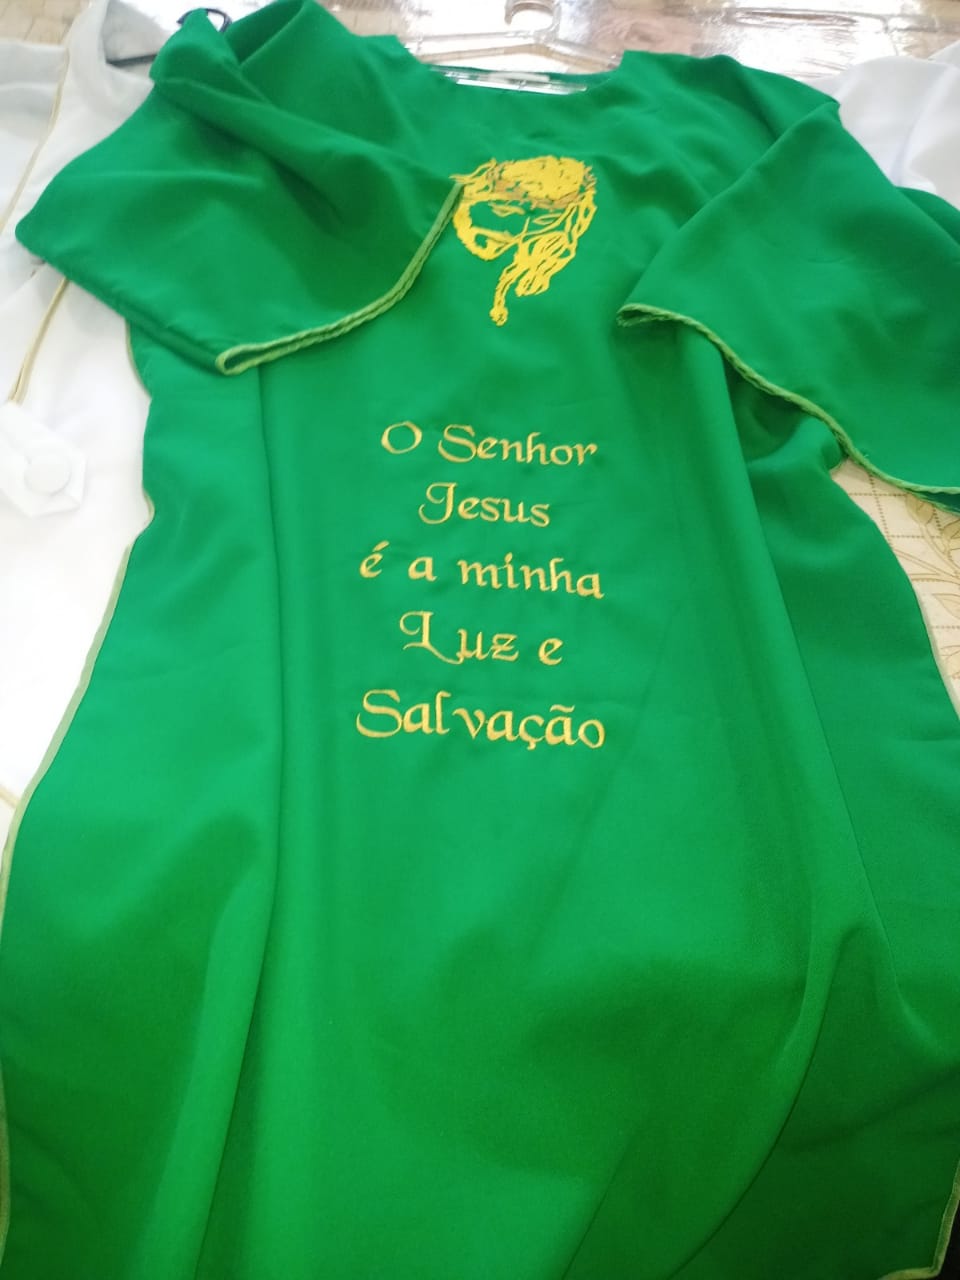 O Senhor
Jesus
é a minha
Luz e
Salvação